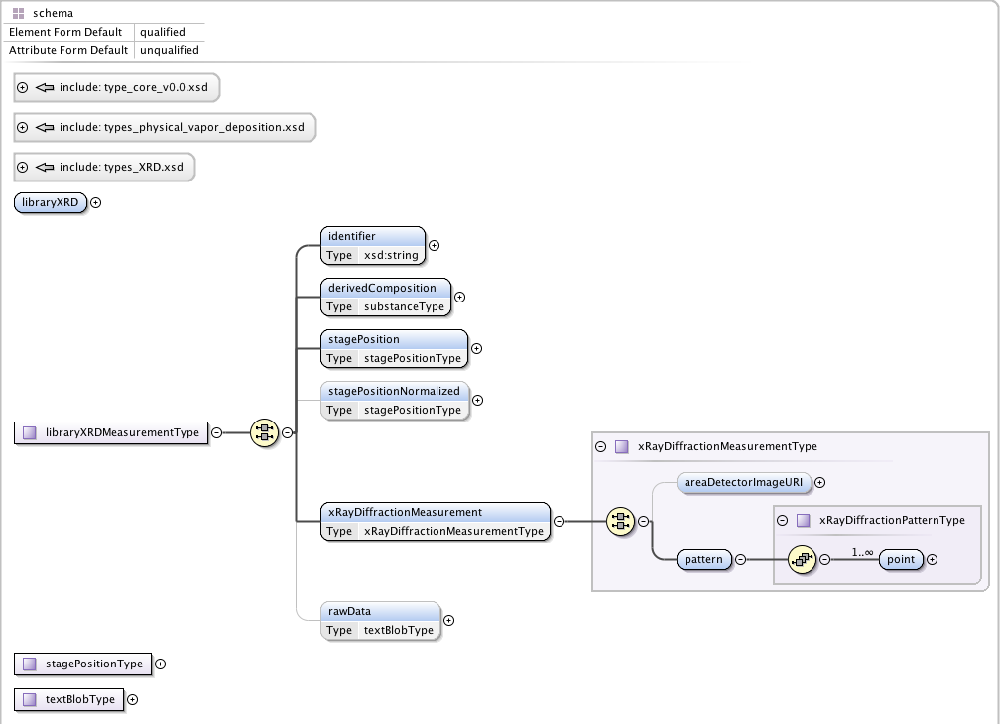 schema
Element Form Default qualified
Attribute Form Default unqualified
include: type_core_v0.0.xsd
include: types_physical_vapor_deposition.xsd
include: types_XRD.xsd
libraryXRD
identifier
Type xsd:string
derivedComposition
Type substanceType
stagePosition
Type stagePositionType
stagePositionNormalized
Type stagePositionType
libraryXRDMeasurementType
xRayDiffractionMeasurement
Type xRayDiffractionMeasurementType
xRayDiffractionMeasurementType
areaDetectorImageURI
xRayDiffractionPatternType
pattern
1..∞
point
rawData
Type textBlobType
stagePositionType
textBlobType